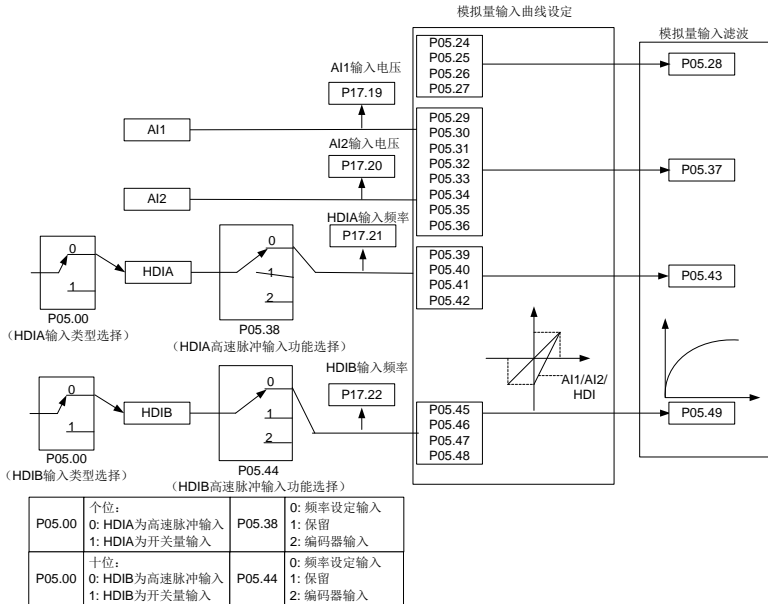 模拟量输入曲线设定
模拟量输入滤波
P05.24
P05.25
P05.26
P05.27
P05.28
AI1输入电压
P17.19
AI1
P05.29
P05.30
P05.31
P05.32
P05.33
P05.34
P05.35
P05.36
P05.37
AI2输入电压
P17.20
AI2
HDIA输入频率
P17.21
0
1
P05.00
（HDIA输入类型选择）
HDIA
0
1
2
P05.38
（HDIA高速脉冲输入功能选择）
P05.39
P05.40
P05.41
P05.42
P05.43
AI1/AI2/
HDI
HDIB输入频率
P17.22
0
1
P05.00
（HDIB输入类型选择）
HDIB
0
1
2
P05.44
（HDIB高速脉冲输入功能选择）
P05.45
P05.46
P05.47
P05.48
P05.49
P05.00
个位：
0: HDIA为高速脉冲输入
1: HDIA为开关量输入
P05.38
0: 频率设定输入
1: 保留
2: 编码器输入
P05.00
十位：
0: HDIB为高速脉冲输入
1: HDIB为开关量输入
P05.44
0: 频率设定输入
1: 保留
2: 编码器输入